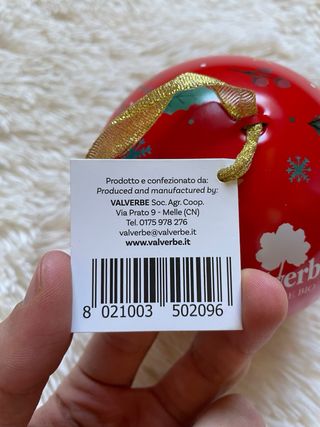 Prodotto e confezionato da:
Produced and manufactured by:
VALVERBE Soc. Agr. Coop.
Via Prato 9 - Melle (CN)
Tel. 0175 978 276
valverbe@valverbe.it
www.valverbe.it
8 021003 502096